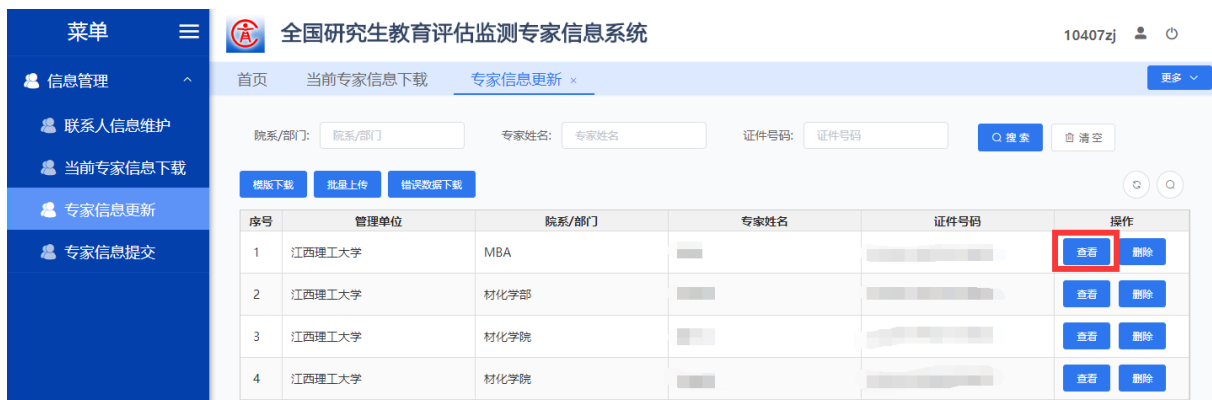 菜单
全国研究生教育评估监测专家信息系统
10407zj
信息管理
首页 当前专家信息下载 专家信息更新 ×
更多
联系人信息维护
当前专家信息下载
专家信息更新
专家信息提交
院系/部门: 院系/部门 专家姓名: 专家姓名 证件号码: 证件号码 搜索 清空
模版下载 批量上传 错误数据下载
序号 管理单位 院系/部门 专家姓名 证件号码 操作
1 江西理工大学 MBA 查看 删除
2 江西理工大学 材化学部 查看 删除
3 江西理工大学 材化学院 查看 删除
4 江西理工大学 材化学院 查看 删除